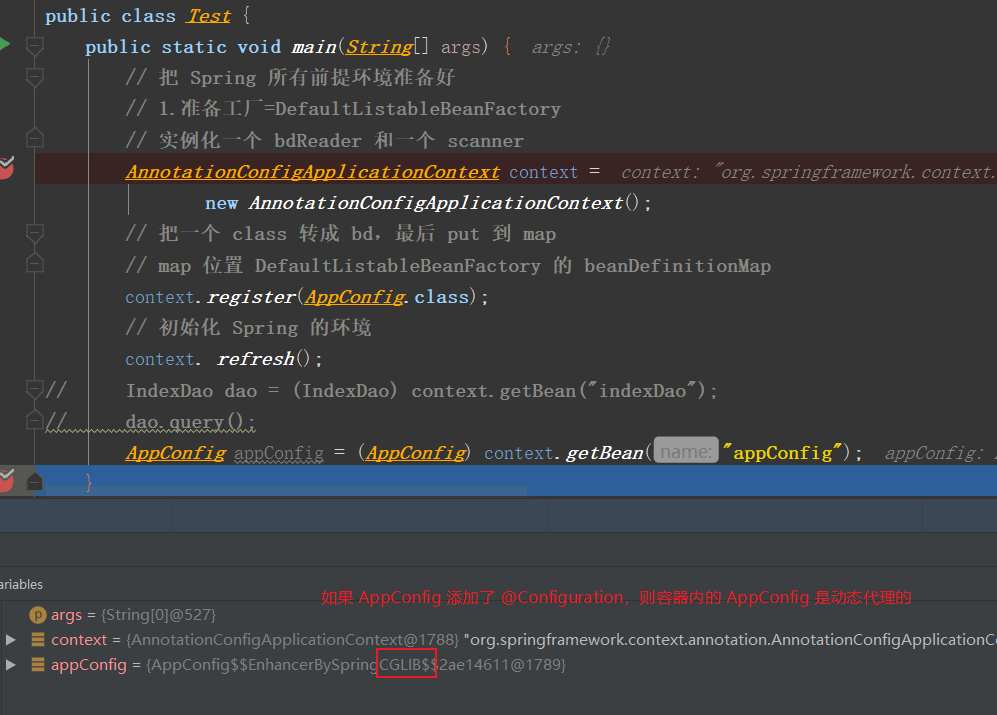 public class Test {
public static void main(String[] args) { args: {}
// 把 Spring 所有前提环境准备好
// 1.准备工厂=DefaultListableBeanFactory
// 实例化一个 bdReader 和一个 scanner
AnnotationConfigApplicationContext context = context: "org.springframework.context.
new AnnotationConfigApplicationContext();
// 把一个 class 转成 bd，最后 put 到 map
// map 位置 DefaultListableBeanFactory 的 beanDefinitionMap
context.register(AppConfig.class);
// 初始化 Spring 的环境
context. refresh();
// IndexDao dao = (IndexDao) context.getBean("indexDao");
// dao.query();
AppConfig appConfig = (AppConfig) context.getBean( name: "appConfig"); appConfig:
}
ariables
如果 AppConfig 添加了 @Configuration，则容器内的 AppConfig 是动态代理的
p args = {String[0]@527}
context = {AnnotationConfigApplicationContext@1788} "org.springframework.context.annotation.AnnotationConfigApplicationC
appConfig = {AppConfig$$EnhancerBySpringCGLIB$$2ae14611@1789}